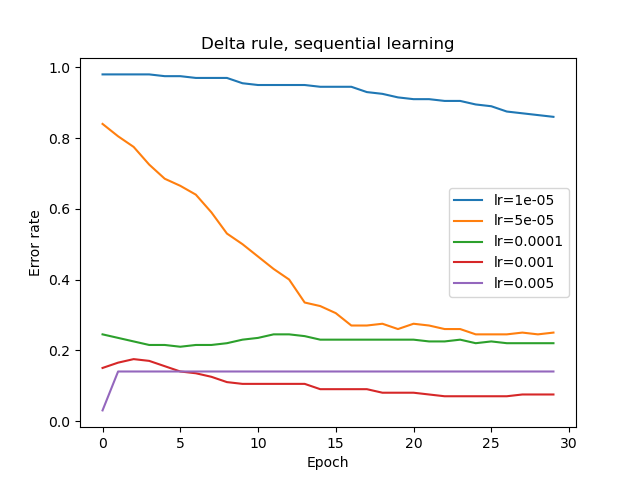 Delta rule, sequential learning
Error rate
1.0
0.8
0.6
0.4
0.2
0.0
lr=1e-05
lr=5e-05
lr=0.0001
lr=0.001
lr=0.005
0 5 10 15 20 25 30
Epoch